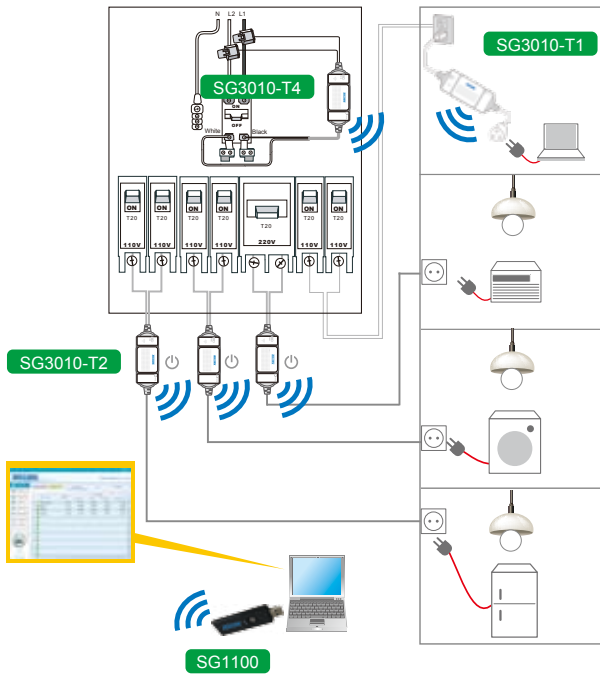 N L2 L1
SG3010-T1
SG3010-T4
ON
OFF
White
Black
ON ON ON ON ON ON
T20 T20 T20 T20 T20 T20 T20
110V 110V 110V 110V 220V 110V 110V
SG3010-T2
SG1100